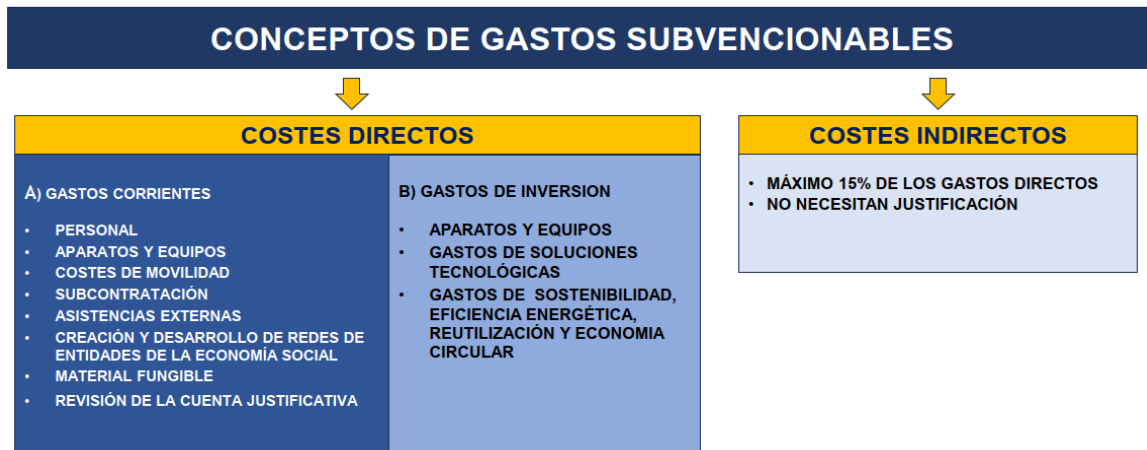 CONCEPTOS DE GASTOS SUBVENCIONABLES
COSTES DIRECTOS
A) GASTOS CORRIENTES
• PERSONAL
• APARATOS Y EQUIPOS
• COSTES DE MOVILIDAD
• SUBCONTRATACIÓN
• ASISTENCIAS EXTERNAS
• CREACIÓN Y DESARROLLO DE REDES DE
ENTIDADES DE LA ECONOMÍA SOCIAL
• MATERIAL FUNGIBLE
• REVISIÓN DE LA CUENTA JUSTIFICATIVA
B) GASTOS DE INVERSION
• APARATOS Y EQUIPOS
• GASTOS DE SOLUCIONES
TECNOLÓGICAS
• GASTOS DE SOSTENIBILIDAD,
EFICIENCIA ENERGÉTICA,
REUTILIZACIÓN Y ECONOMIA
CIRCULAR
COSTES INDIRECTOS
• MÁXIMO 15% DE LOS GASTOS DIRECTOS
• NO NECESITAN JUSTIFICACIÓN